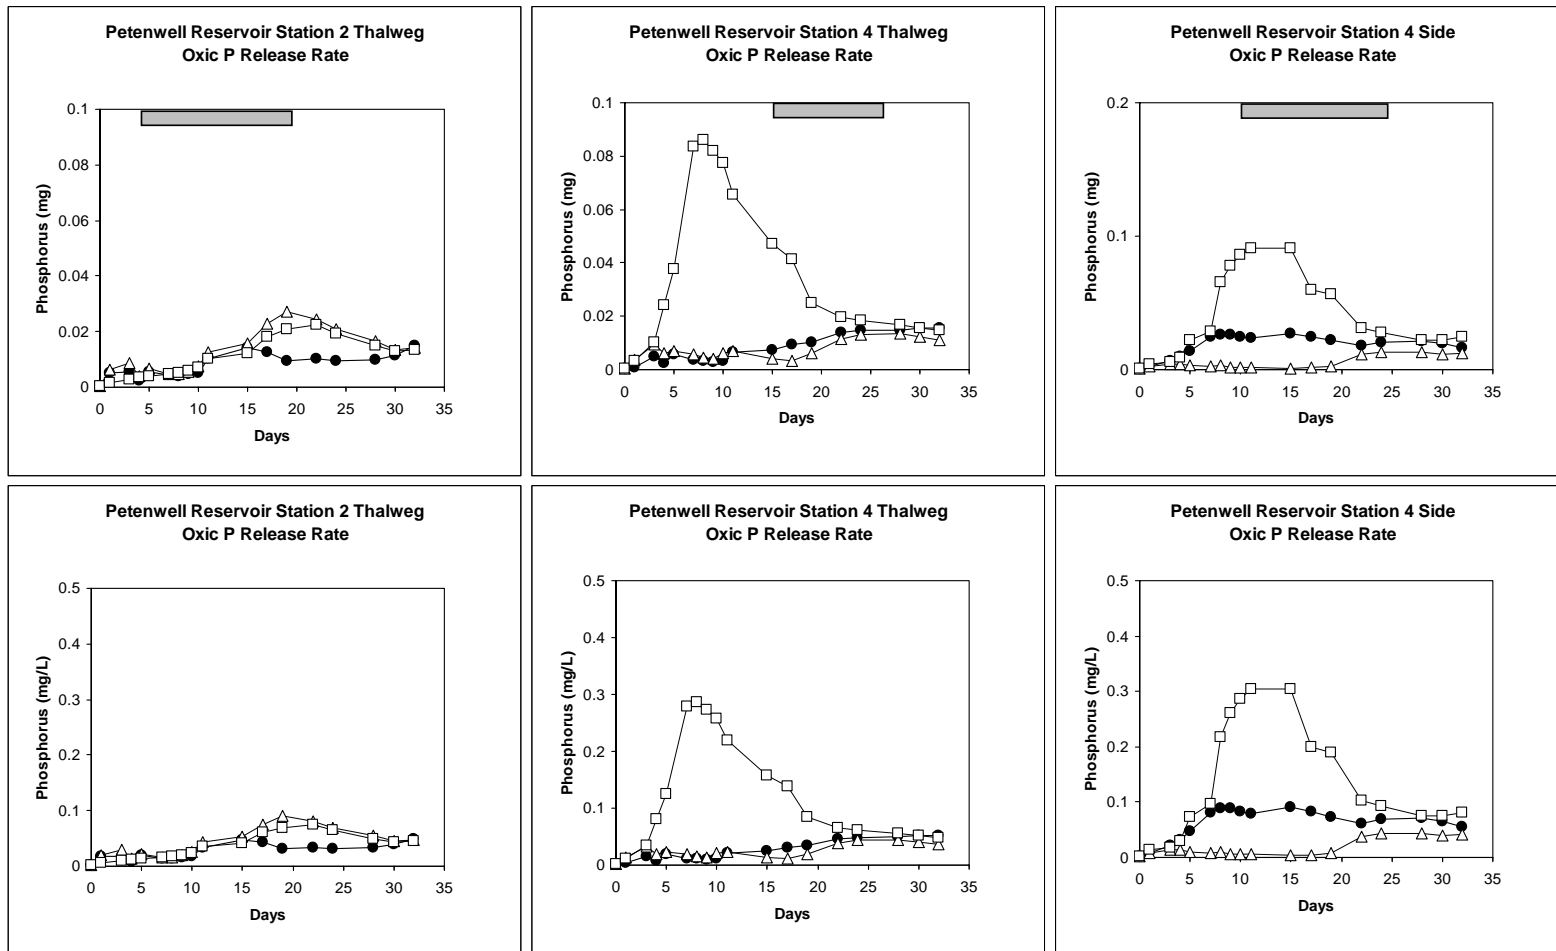 Petenwell Reservoir Station 2 Thalweg
Oxic P Release Rate
Phosphorus (mg)
0.1
0.08
0.06
0.04
0.02
0
0 5 10 15 20 25 30 35
Days
Petenwell Reservoir Station 4 Thalweg
Oxic P Release Rate
Phosphorus (mg)
0.1
0.08
0.06
0.04
0.02
0
0 5 10 15 20 25 30 35
Days
Petenwell Reservoir Station 4 Side
Oxic P Release Rate
Phosphorus (mg)
0.2
0.1
0
0 5 10 15 20 25 30 35
Days
Petenwell Reservoir Station 2 Thalweg
Oxic P Release Rate
Phosphorus (mg/L)
0.5
0.4
0.3
0.2
0.1
0
0 5 10 15 20 25 30 35
Days
Petenwell Reservoir Station 4 Thalweg
Oxic P Release Rate
Phosphorus (mg/L)
0.5
0.4
0.3
0.2
0.1
0
0 5 10 15 20 25 30 35
Days
Petenwell Reservoir Station 4 Side
Oxic P Release Rate
Phosphorus (mg/L)
0.5
0.4
0.3
0.2
0.1
0
0 5 10 15 20 25 30 35
Days